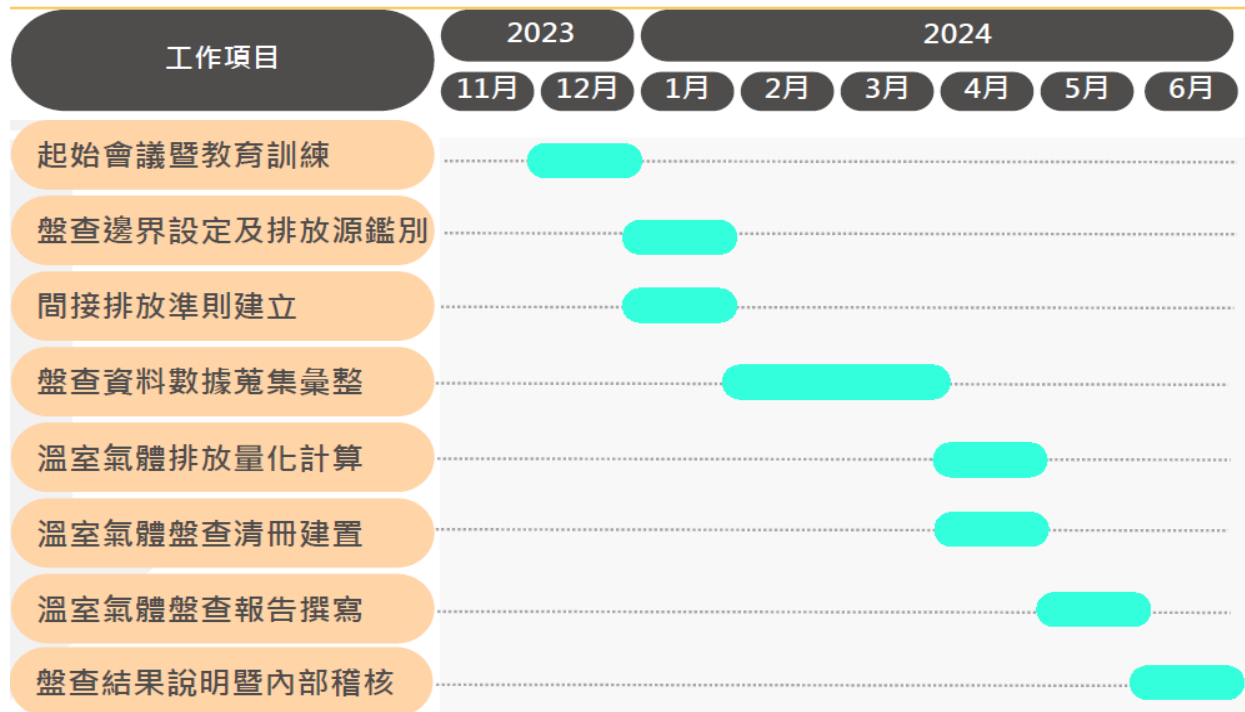 工作項目
2023
2024
11月
12月
1月
2月
3月
4月
5月
6月
起始會議暨教育訓練
盤查邊界設定及排放源鑑別
間接排放準則建立
盤查資料數據蒐集彙整
溫室氣體排放量化計算
溫室氣體盤查清冊建置
溫室氣體盤查報告撰寫
盤查結果說明暨內部稽核